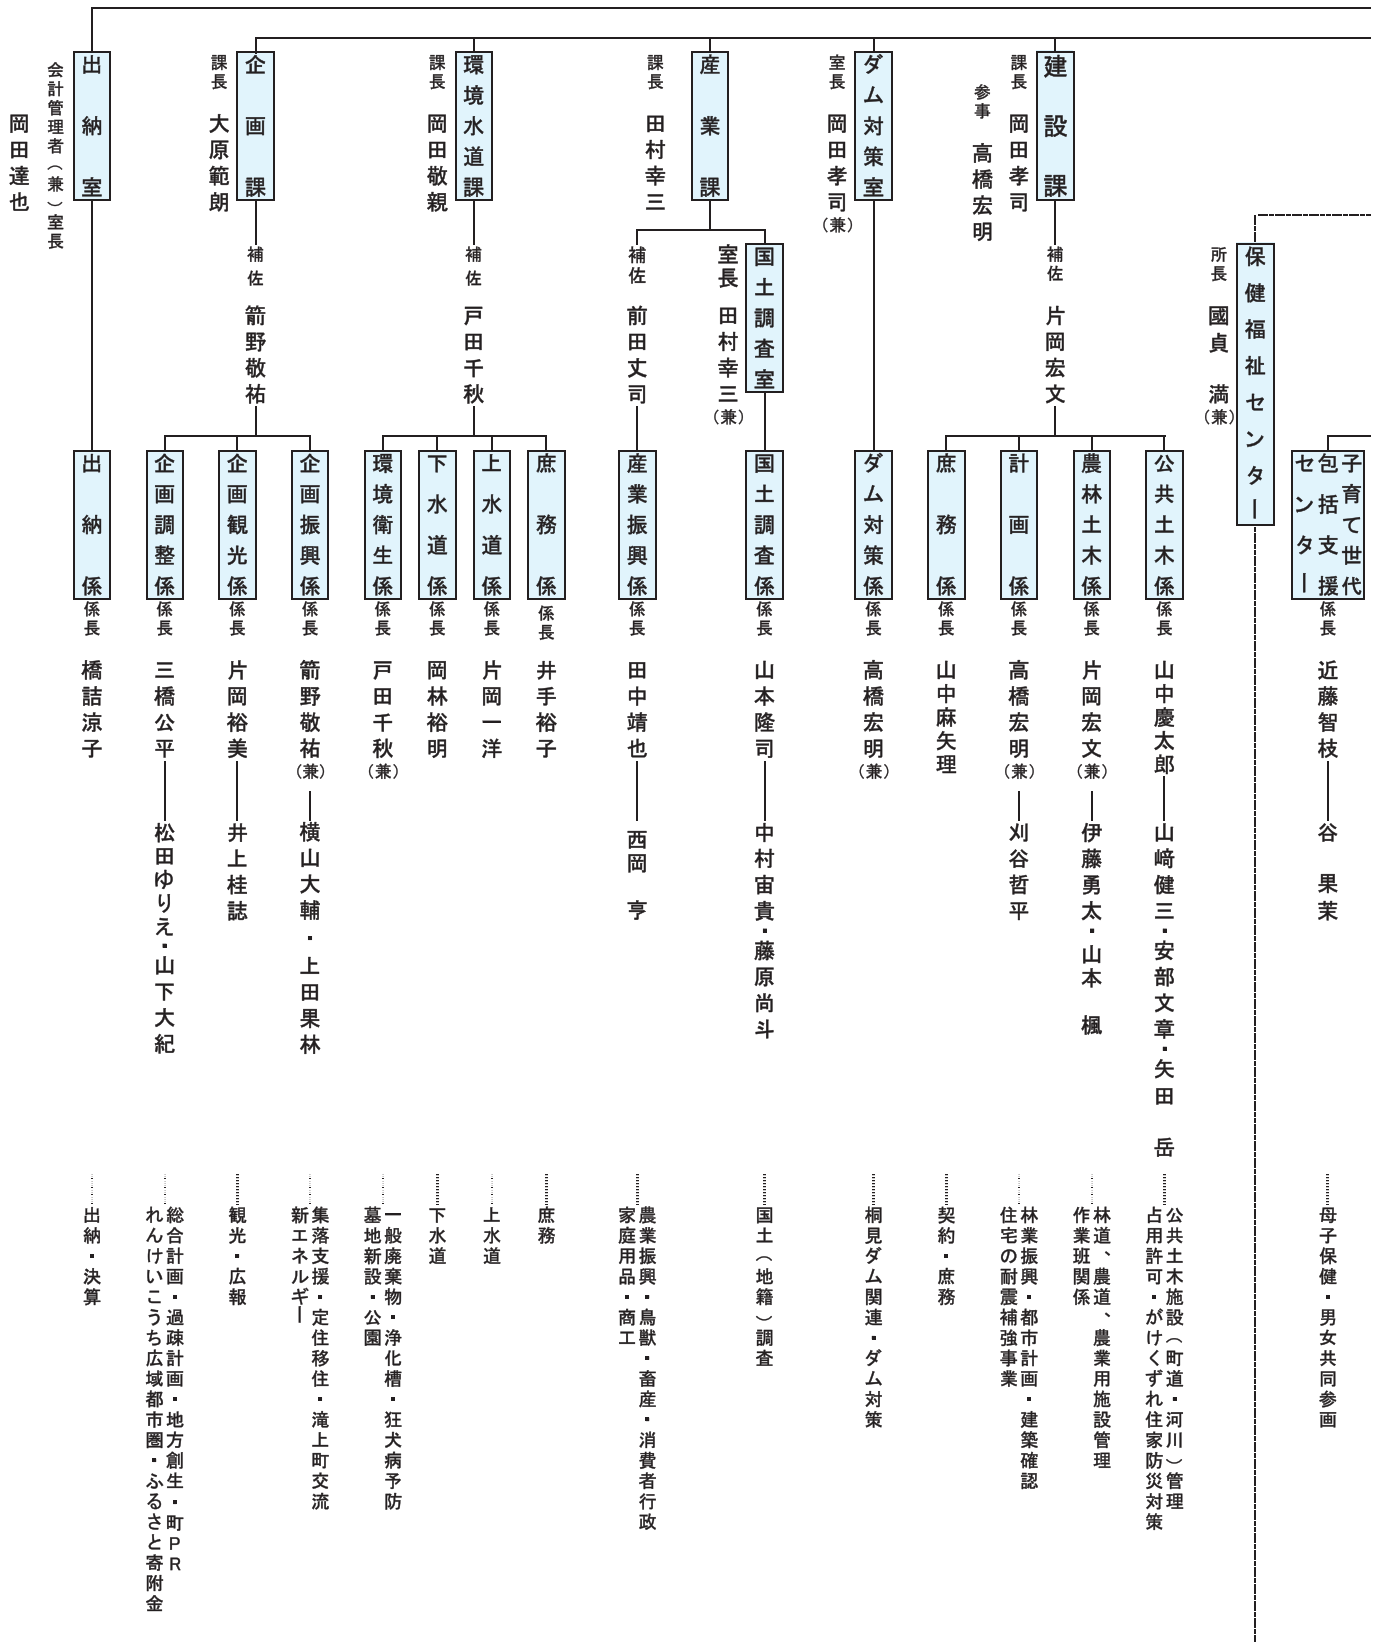 子育て世代
包括支援
センター
係長 近藤智枝
谷 果茉
母子保健・男女共同参画
保健福祉センター
所長 國貞 満（兼）
建設課
課長 岡田孝司
参事 高橋宏明
補佐 片岡宏文
公共土木係
係長 山中慶太郎
山﨑健三・安部文章・矢田 岳
公共土木施設（町道・河川）管理
占用許可・がけくずれ住家防災対策
農林土木係
係長 片岡宏文（兼）
伊藤勇太・山本 楓
林道、農道、農業用施設管理
作業班関係
計画係
係長 高橋宏明（兼）
刈谷哲平
林業振興・都市計画・建築確認
住宅の耐震補強事業
庶務係
係長 山中麻矢理
契約・庶務
ダム対策室
室長 岡田孝司（兼）
ダム対策係
係長 高橋宏明（兼）
桐見ダム関連・ダム対策
産業課
課長 田村幸三
国土調査室
室長 田村幸三（兼）
国土調査係
係長 山本隆司
中村宙貴・藤原尚斗
国土（地籍）調査
補佐 前田丈司
産業振興係
係長 田中靖也
西岡 亨
農業振興・鳥獣・畜産・消費者行政
家庭用品・商工
環境水道課
課長 岡田敬親
補佐 戸田千秋
庶務係
係長 井手裕子
庶務
上水道係
係長 片岡一洋
上水道
下水道係
係長 岡林裕明
下水道
環境衛生係
係長 戸田千秋（兼）
一般廃棄物・浄化槽・狂犬病予防
墓地新設・公園
企画課
課長 大原範朗
補佐 箭野敬祐
企画振興係
係長 箭野敬祐（兼）
横山大輔・上田果林
集落支援・定住移住・滝上町交流
新エネルギー
企画観光係
係長 片岡裕美
井上桂誌
観光・広報
企画調整係
係長 三橋公平
松田ゆりえ・山下大紀
総合計画・過疎計画・地方創生・町ＰＲ
れんけいこうち広域都市圏・ふるさと寄附金
出納室
会計管理者（兼）室長
岡田達也
出納係
係長 橋詰涼子
出納・決算